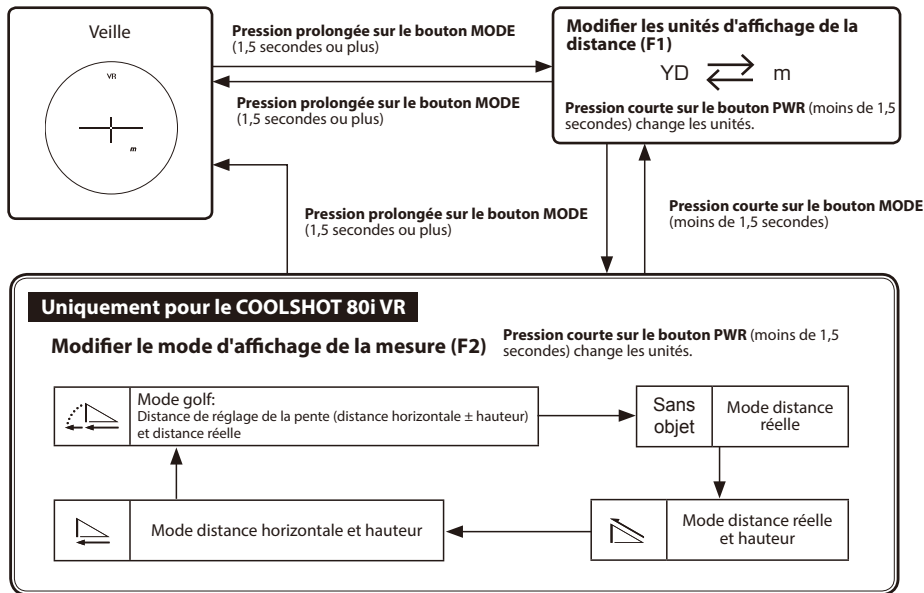 Veille
VR
m
Pression prolongée sur le bouton MODE
(1,5 secondes ou plus)
Pression prolongée sur le bouton MODE
(1,5 secondes ou plus)
Modifier les unités d'affichage de la
distance (F1)
YD m
Pression courte sur le bouton PWR (moins de 1,5
secondes) change les unités.
Pression prolongée sur le bouton MODE
(1,5 secondes ou plus)
Pression courte sur le bouton MODE
(moins de 1,5 secondes)
Uniquement pour le COOLSHOT 80i VR
Modifier le mode d'affichage de la mesure (F2)
Pression courte sur le bouton PWR (moins de 1,5
secondes) change les unités.
Mode golf:
Distance de réglage de la pente (distance horizontale ± hauteur)
et distance réelle
Sans
objet
Mode distance
réelle
Mode distance horizontale et hauteur
Mode distance réelle
et hauteur